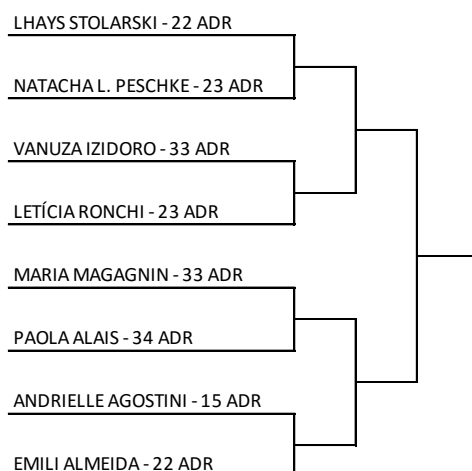 LHAYS STOLARSKI - 22 ADR
NATACHA L. PESCHKE - 23 ADR
VANUZA IZIDORO - 33 ADR
LETÍCIA RONCHI - 23 ADR
MARIA MAGAGNIN - 33 ADR
PAOLA ALAIS - 34 ADR
ANDRIELLE AGOSTINI - 15 ADR
EMILI ALMEIDA - 22 ADR